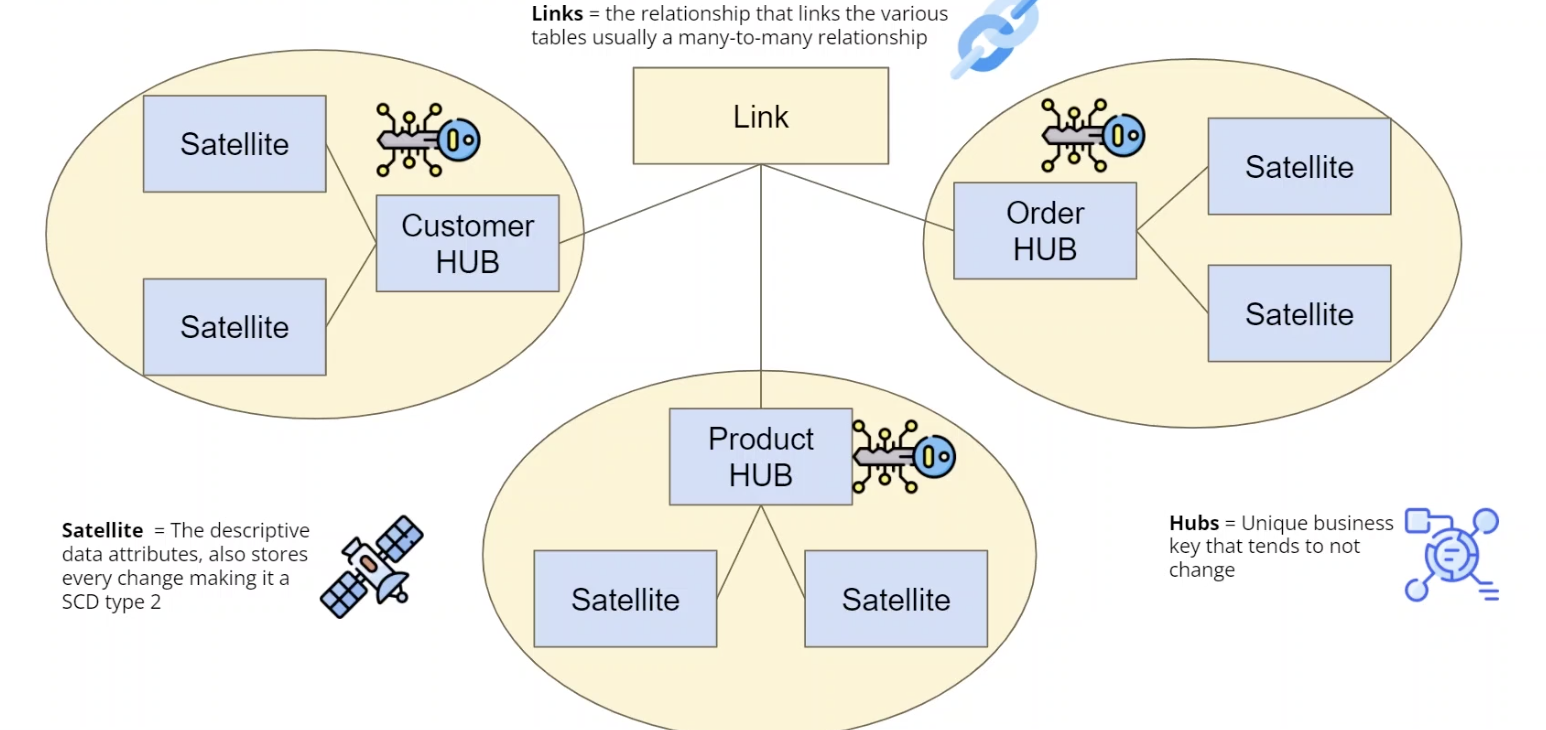 Links = the relationship that links the various
tables usually a many-to-many relationship
Link
Satellite
Customer
HUB
Satellite
Order
HUB
Satellite
Satellite
Product
HUB
Satellite
Satellite
Satellite = The descriptive
data attributes, also stores
every change making it a
SCD type 2
Hubs = Unique business
key that tends to not
change